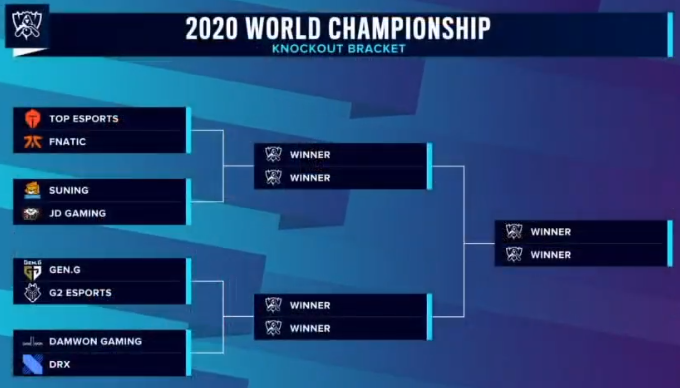 2020 WORLD CHAMPIONSHIP
KNOCKOUT BRACKET
TOP ESPORTS
FNATIC
SUNING
JD GAMING
GEN.G
GEN.G
G2 ESPORTS
DAMWON GAMING
DRX
WINNER
WINNER
WINNER
WINNER
WINNER
WINNER